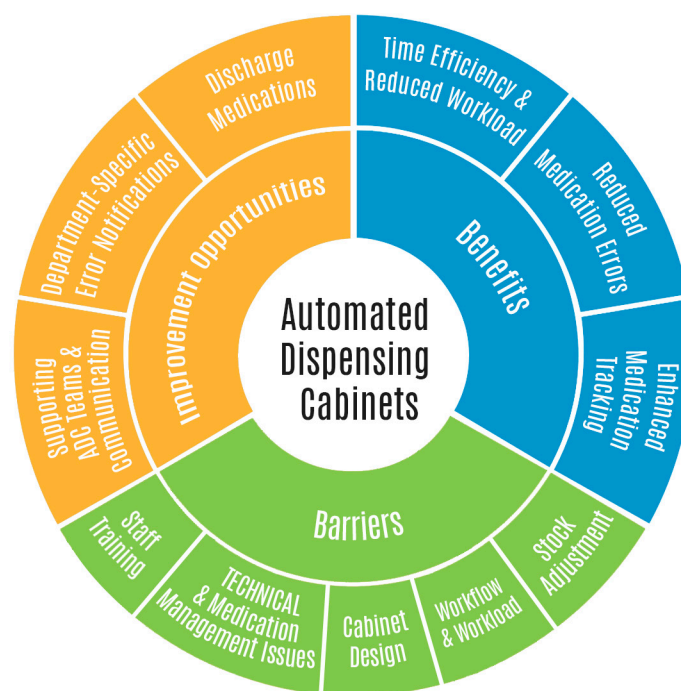 Automated
Dispensing
Cabinets
Benefits
Time Efficiency &
Reduced Workload
Reduced
Medication Errors
Enhanced
Medication
Tracking
Barriers
Stock
Adjustment
Workflow
& Workload
Cabinet
Design
TECHNICAL
& Medication
Management Issues
Staff
Training
Improvement Opportunities
Supporting
ADC Teams &
Communication
Department-Specific
Error Notifications
Discharge
Medications